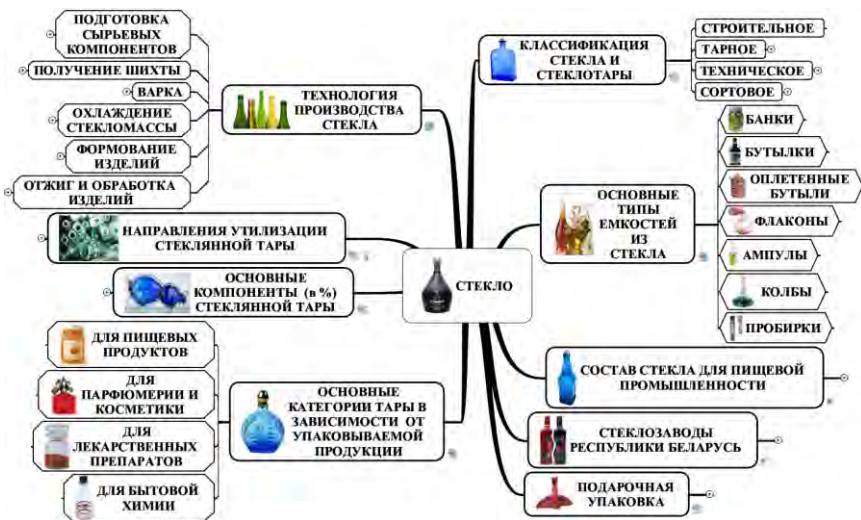 ПОДГОТОВКА
СЫРЬЕВЫХ
КОМПОНЕНТОВ
ПОЛУЧЕНИЕ ШИХТЫ
ВАРКА
ОХЛАЖДЕНИЕ
СТЕКЛОМАССЫ
ФОРМОВАНИЕ
ИЗДЕЛИЙ
ОТЖИГ И ОБРАБОТКА
ИЗДЕЛИЙ
ТЕХНОЛОГИЯ
ПРОИЗВОДСТВА
СТЕКЛА
НАПРАВЛЕНИЯ УТИЛИЗАЦИИ
СТЕКЛЯННОЙ ТАРЫ
ОСНОВНЫЕ
КОМПОНЕНТЫ (в %)
СТЕКЛЯННОЙ ТАРЫ
ДЛЯ ПИЩЕВЫХ
ПРОДУКТОВ
ДЛЯ
ПАРФЮМЕРИИ И
КОСМЕТИКИ
ДЛЯ
ЛЕКАРСТВЕННЫХ
ПРЕПАРАТОВ
ДЛЯ БЫТОВОЙ
ХИМИИ
ОСНОВНЫЕ
КАТЕГОРИИ ТАРЫ В
ЗАВИСИМОСТИ ОТ
УПАКОВЫВАЕМОЙ
ПРОДУКЦИИ
СТЕКЛО
КЛАССИФИКАЦИЯ
СТЕКЛА И
СТЕКЛОТАРЫ
СТРОИТЕЛЬНОЕ
ТАРНОЕ
ТЕХНИЧЕСКОЕ
СОРТОВОЕ
ОСНОВНЫЕ
ТИПЫ
ЕМКОСТЕЙ ИЗ
СТЕКЛА
БАНКИ
БУТЫЛКИ
ОПЛЕТЕННЫЕ
БУТЫЛИ
ФЛАКОНЫ
АМПУЛЫ
КОЛБЫ
ПРОБИРКИ
СОСТАВ СТЕКЛА ДЛЯ ПИЩЕВОЙ
ПРОМЫШЛЕННОСТИ
СТЕКЛОЗАВОДЫ
РЕСПУБЛИКИ БЕЛАРУСЬ
ПОДАРОЧНАЯ
УПАКОВКА